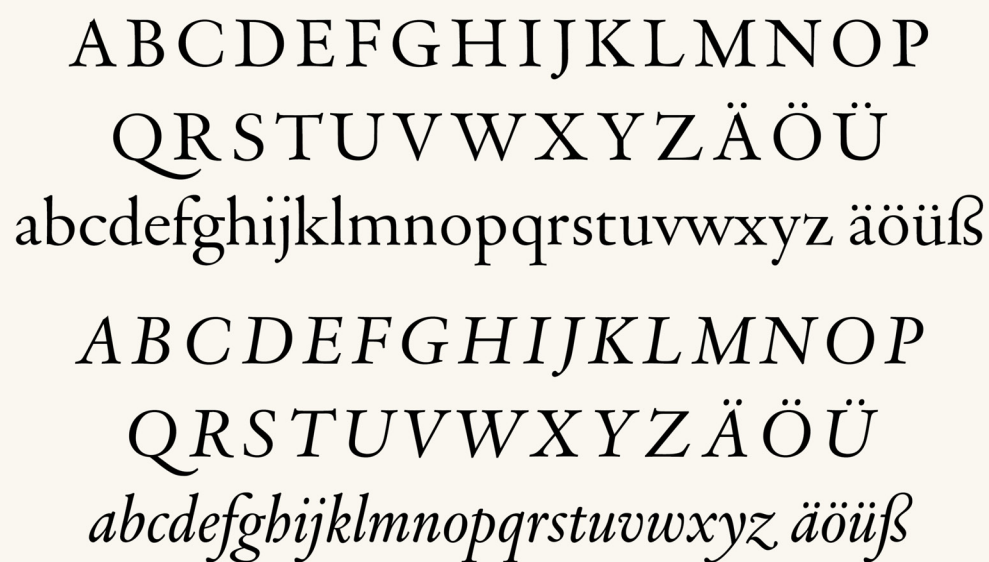 ABCDEFGHIJKLMNOP
QRSTUVWXYZÄÖÜ
abcdefghijklmnopqrstuvwxyz äöüß
ABCDEFGHIJKLMNOP
QRSTUVWXYZÄÖÜ
abcdefghijklmnopqrstuvwxyz äöüß